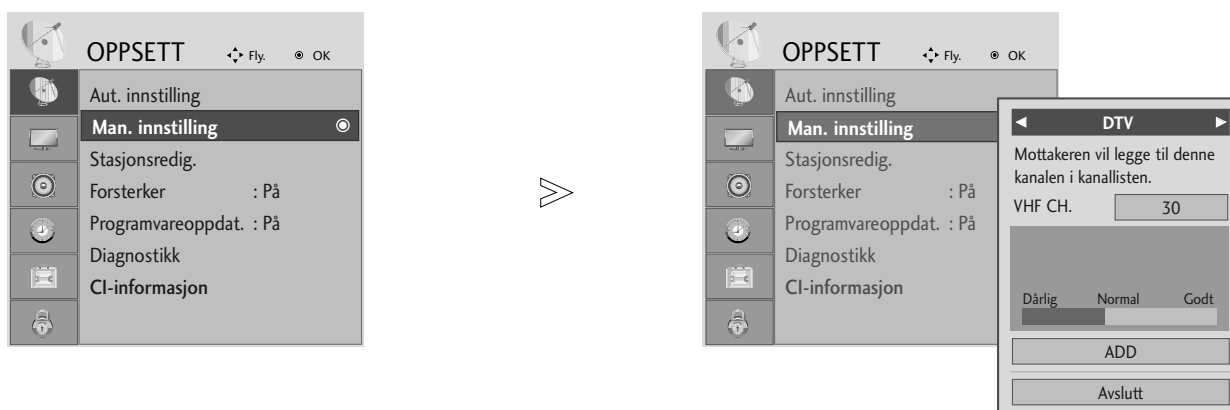 OPPSETT Fly. OK
Aut. innstilling
Man. innstilling
Stasjonsredig.
Forsterker : På
Programvareoppdat. : På
Diagnostikk
CI-informasjon
OPPSETT Fly. OK
Aut. innstilling
Man. innstilling
Stasjonsredig.
Forsterker : På
Programvareoppdat. : På
Diagnostikk
CI-informasjon
DTV
Mottakeren vil legge til denne
kanalen i kanallisten.
VHF CH. 30
Dårlig Normal Godt
ADD
Avslutt